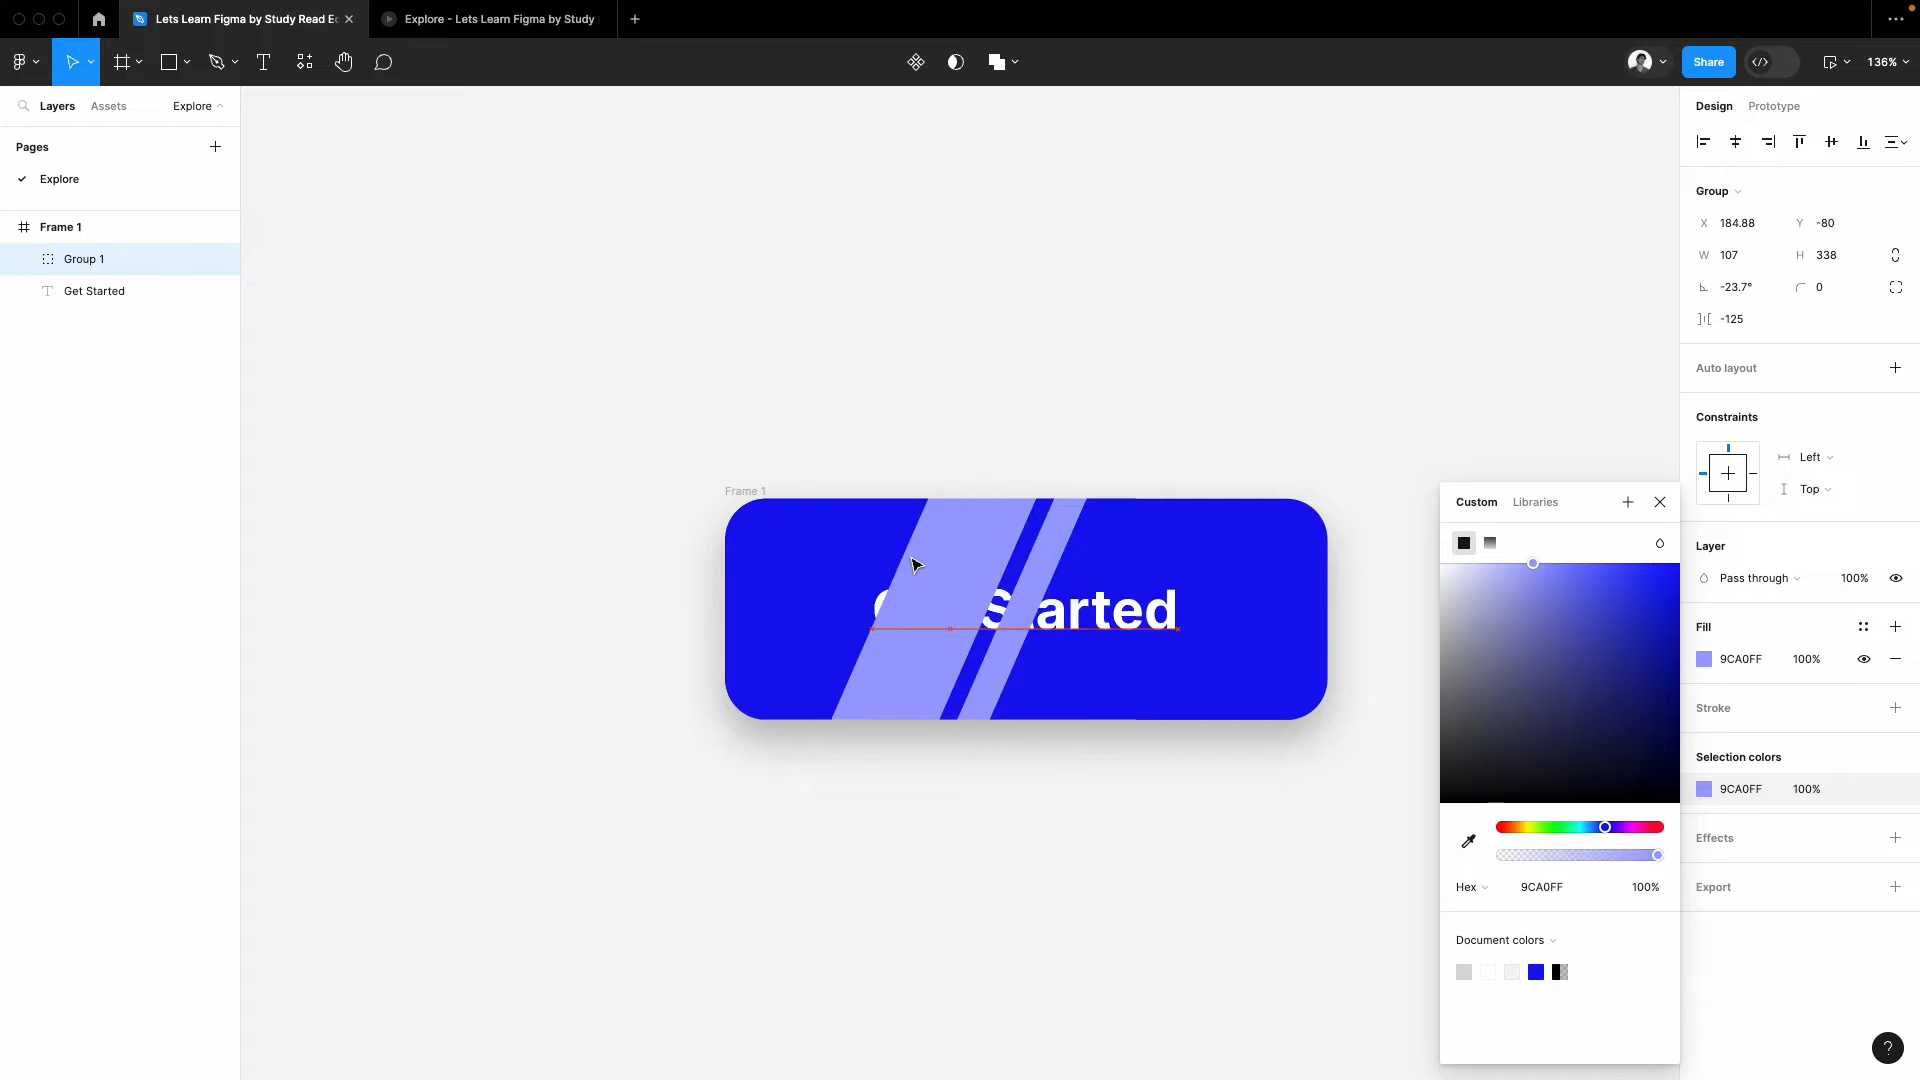 Lets Learn Figma by Study Read Ec
Explore - Lets Learn Figma by Study
Share
136%
Layers
Assets
Explore
Pages
Explore
Frame 1
Group 1
Get Started
Frame 1
Started
Custom
Libraries
Hex
9CA0FF
100%
Document colors
Design
Prototype
Group
X
184.88
Y
-80
W
107
H
338
-23.7°
0
-125
Auto layout
Constraints
Left
Top
Layer
Pass through
100%
Fill
9CA0FF
100%
Stroke
Selection colors
9CA0FF
100%
Effects
Export
?